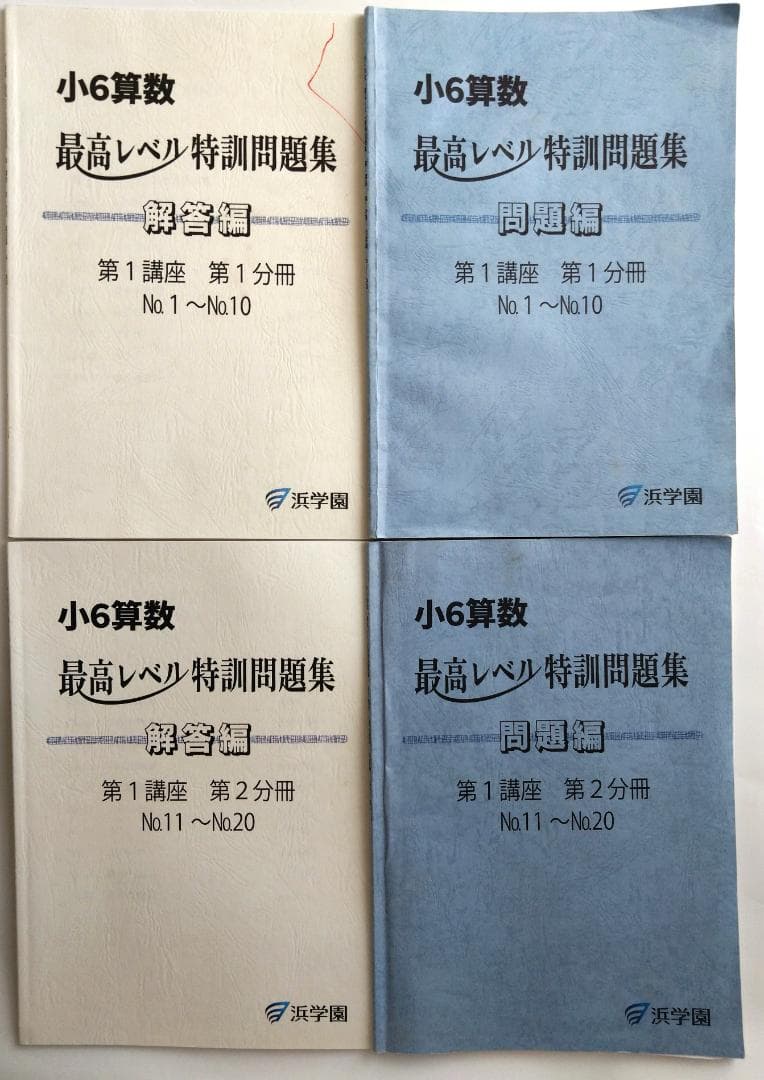 小6算数
最高レベル特訓問題集
解答編
第1講座 第1分冊
No.1～No.10
浜学園
小6算数
最高レベル特訓問題集
問題編
第1講座 第1分冊
No.1～No.10
浜学園
小6算数
最高レベル特訓問題集
解答編
第1講座 第2分冊
No.11～No.20
浜学園
小6算数
最高レベル特訓問題集
問題編
第1講座 第2分冊
No.11～No.20
浜学園